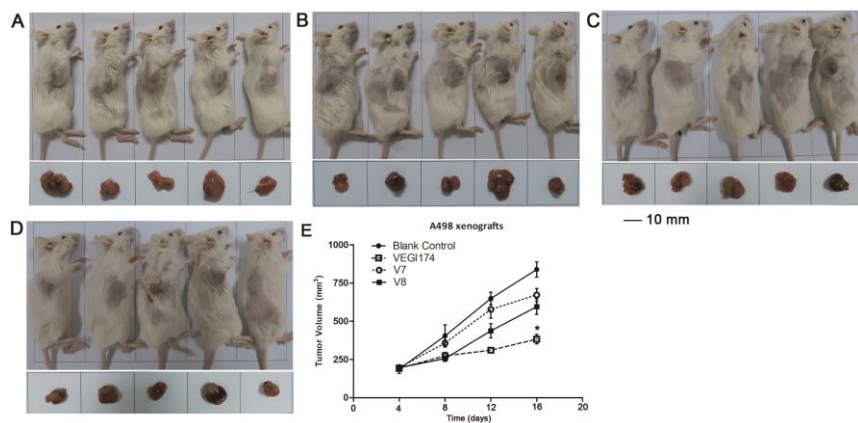 A
B
C
10 mm
D
E
A498 xenografts
Blank Control
VEGI174
V7
V8
Tumor Volume (mm³)
1000
750
500
250
0
*
0
4
8
12
16
20
Time (days)